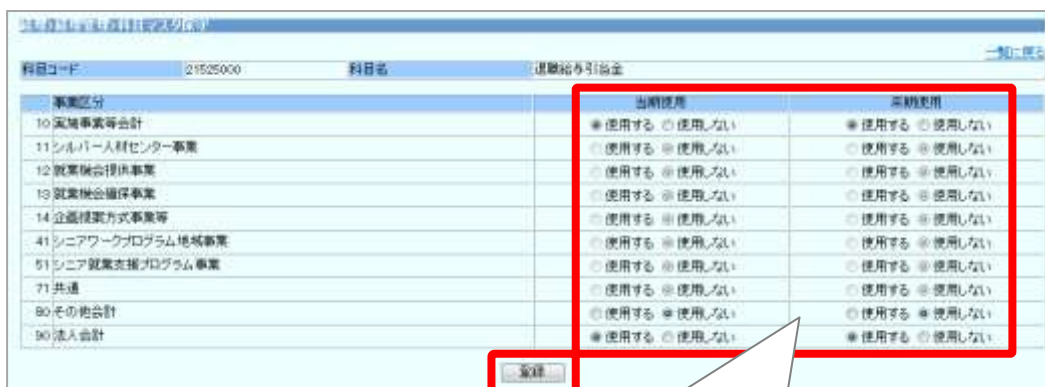 一覧に戻る
科目コード 21525000 科目名 退職給与引当金
事業区分 当期使用 来期使用
10 実施事業等会計 使用する 使用しない 使用する 使用しない
11 シルバー人材センター事業 使用する 使用しない 使用する 使用しない
12 就業機会提供事業 使用する 使用しない 使用する 使用しない
13 就業機会確保事業 使用する 使用しない 使用する 使用しない
14 企画提案方式事業等 使用する 使用しない 使用する 使用しない
41 シニアワークプログラム地域事業 使用する 使用しない 使用する 使用しない
51 シニア就業支援プログラム事業 使用する 使用しない 使用する 使用しない
71 共通 使用する 使用しない 使用する 使用しない
80 その他会計 使用する 使用しない 使用する 使用しない
90 法人会計 使用する 使用しない 使用する 使用しない
登録